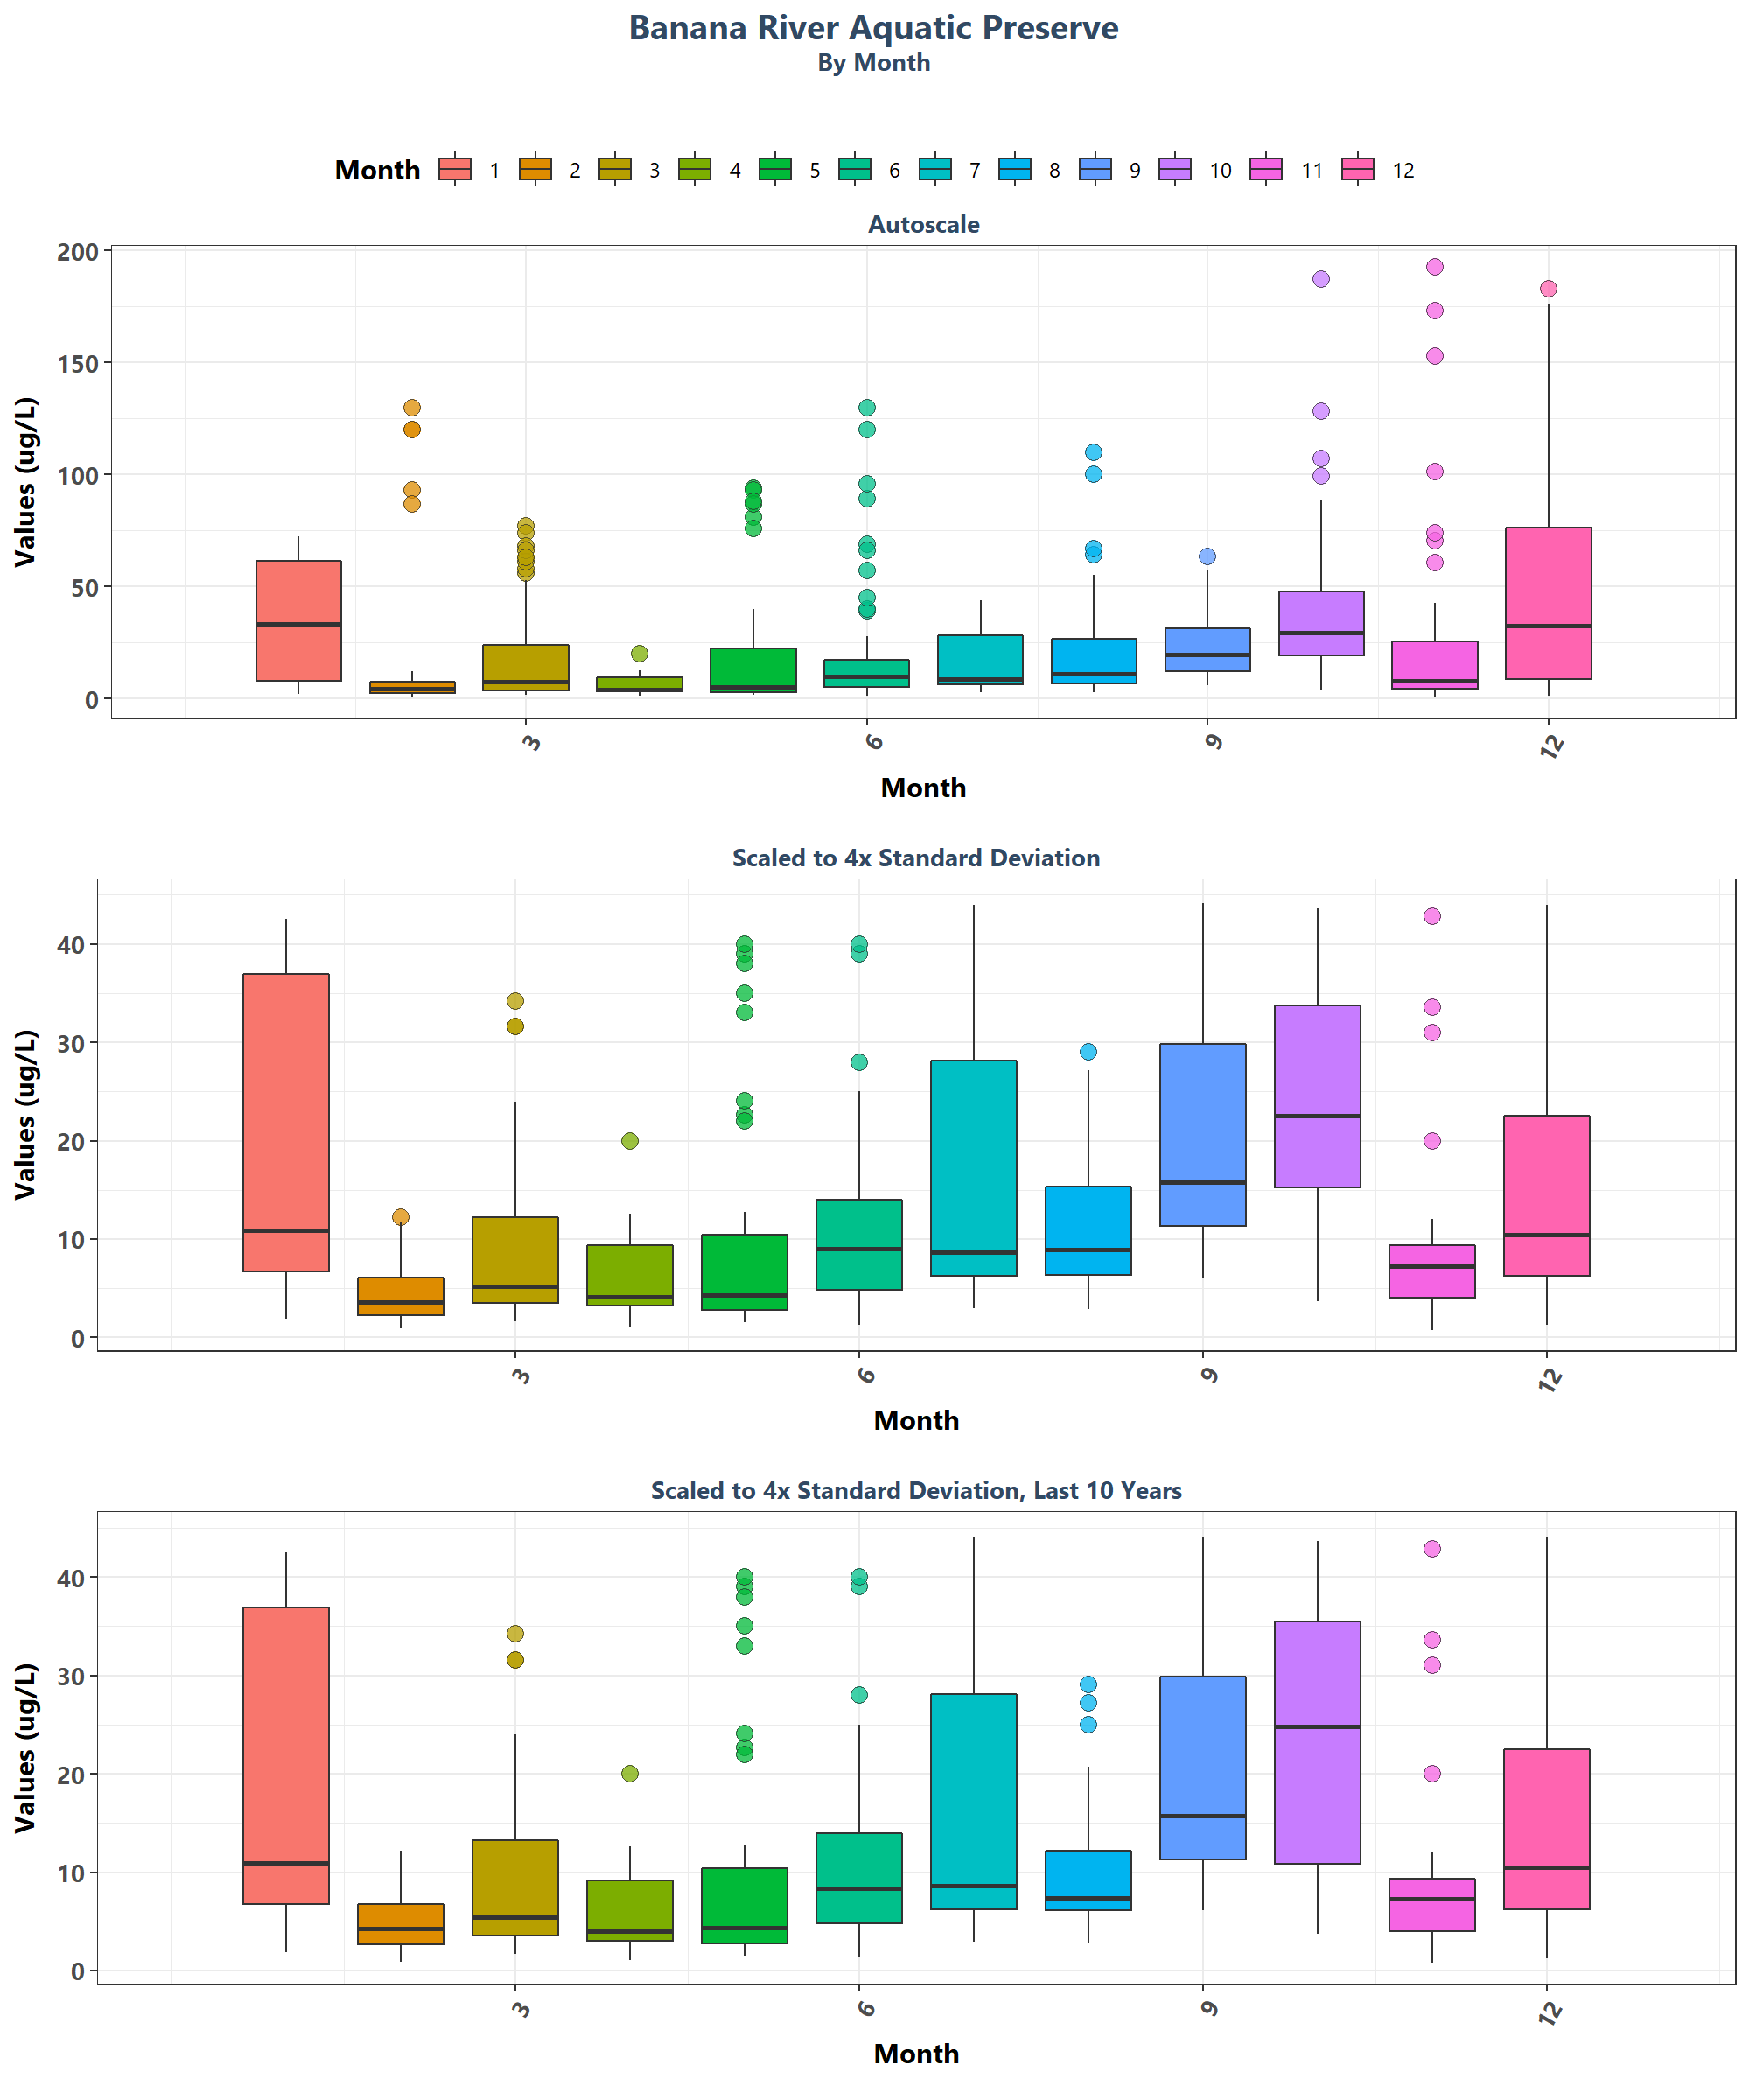 Banana River Aquatic Preserve
By Month
Month 1 2 3 4 5 6 7 8 9 10 11 12
Autoscale
Values (ug/L)
200
150
100
50
0
3 6 9 12
Month
Scaled to 4x Standard Deviation
Values (ug/L)
40
30
20
10
0
3 6 9 12
Month
Scaled to 4x Standard Deviation, Last 10 Years
Values (ug/L)
40
30
20
10
0
3 6 9 12
Month